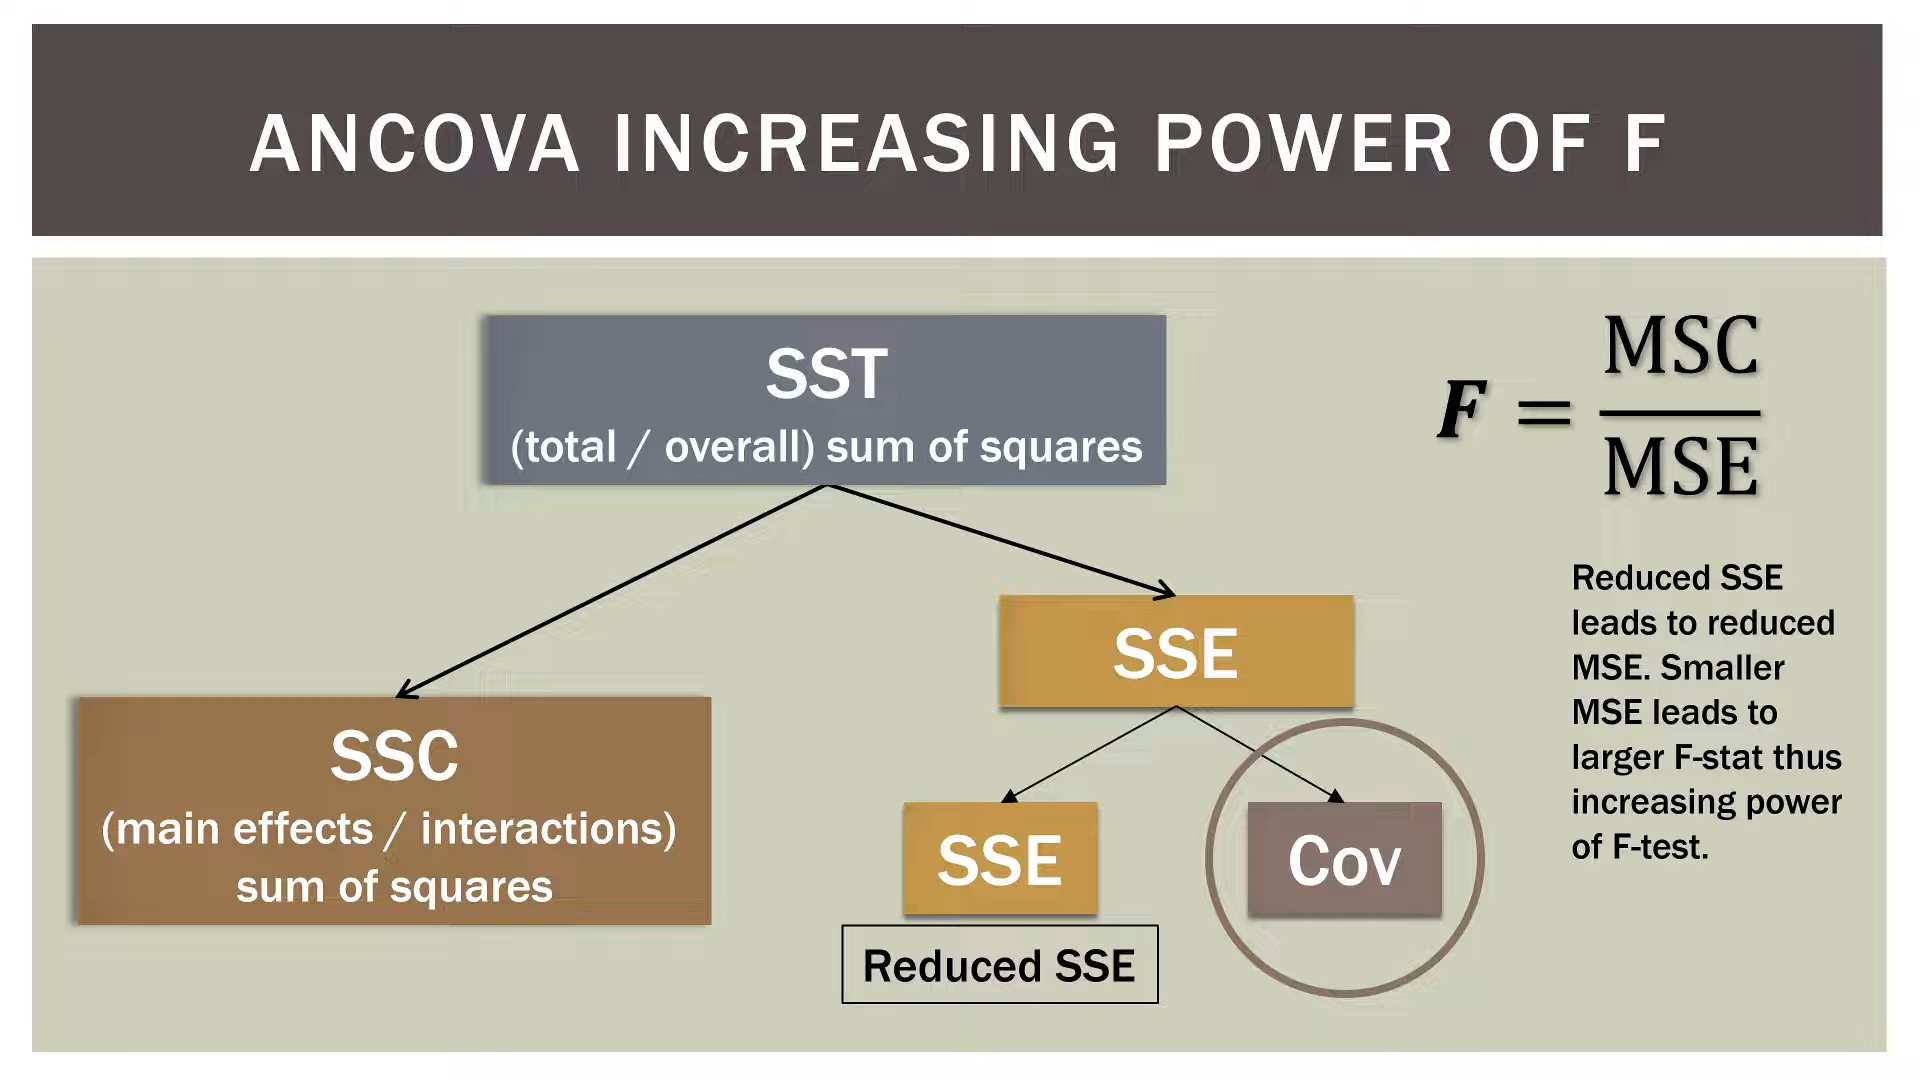 ANCOVA INCREASING POWER OF F
SST
(total / overall) sum of squares
F = MSC
MSE
SSE
SSC
(main effects / interactions)
sum of squares
SSE
Cov
Reduced SSE
Reduced SSE
leads to reduced
MSE. Smaller
MSE leads to
larger F-stat thus
increasing power
of F-test.